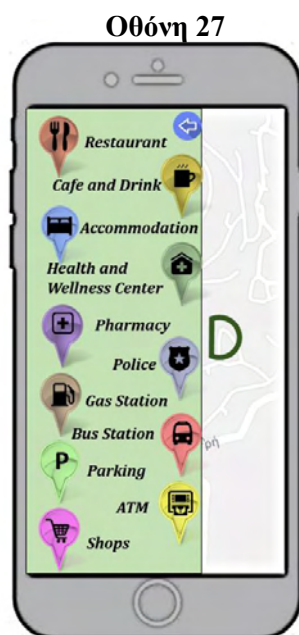 Οθόνη 27
Restaurant
Cafe and Drink
Accommodation
Health and
Wellness Center
Pharmacy
Police
Gas Station
Bus Station
P
Parking
ATM
Shops
D
ρή